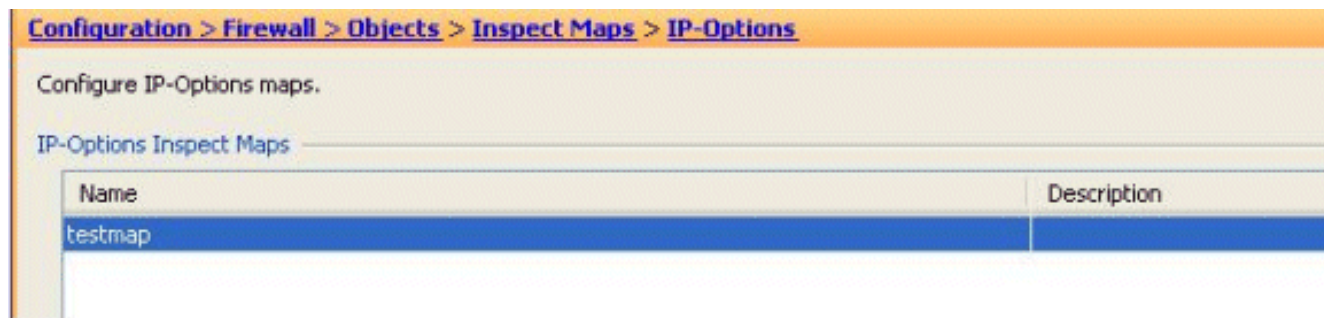 Configuration > Firewall > Objects > Inspect Maps > IP-Options
Configure IP-Options maps.
IP-Options Inspect Maps
Name Description
testmap